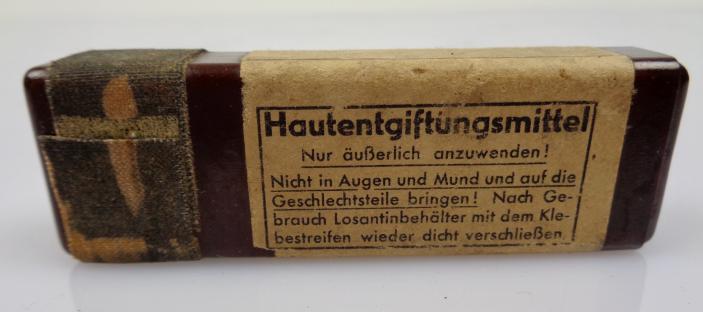 Hautentgiftungsmittel
Nur äußerlich anzuwenden!
Nicht in Augen und Mund und auf die
Geschlechtsteile bringen! Nach Ge-
brauch Losantinbehälter mit dem Kle-
bestreifen wieder dicht verschließen.